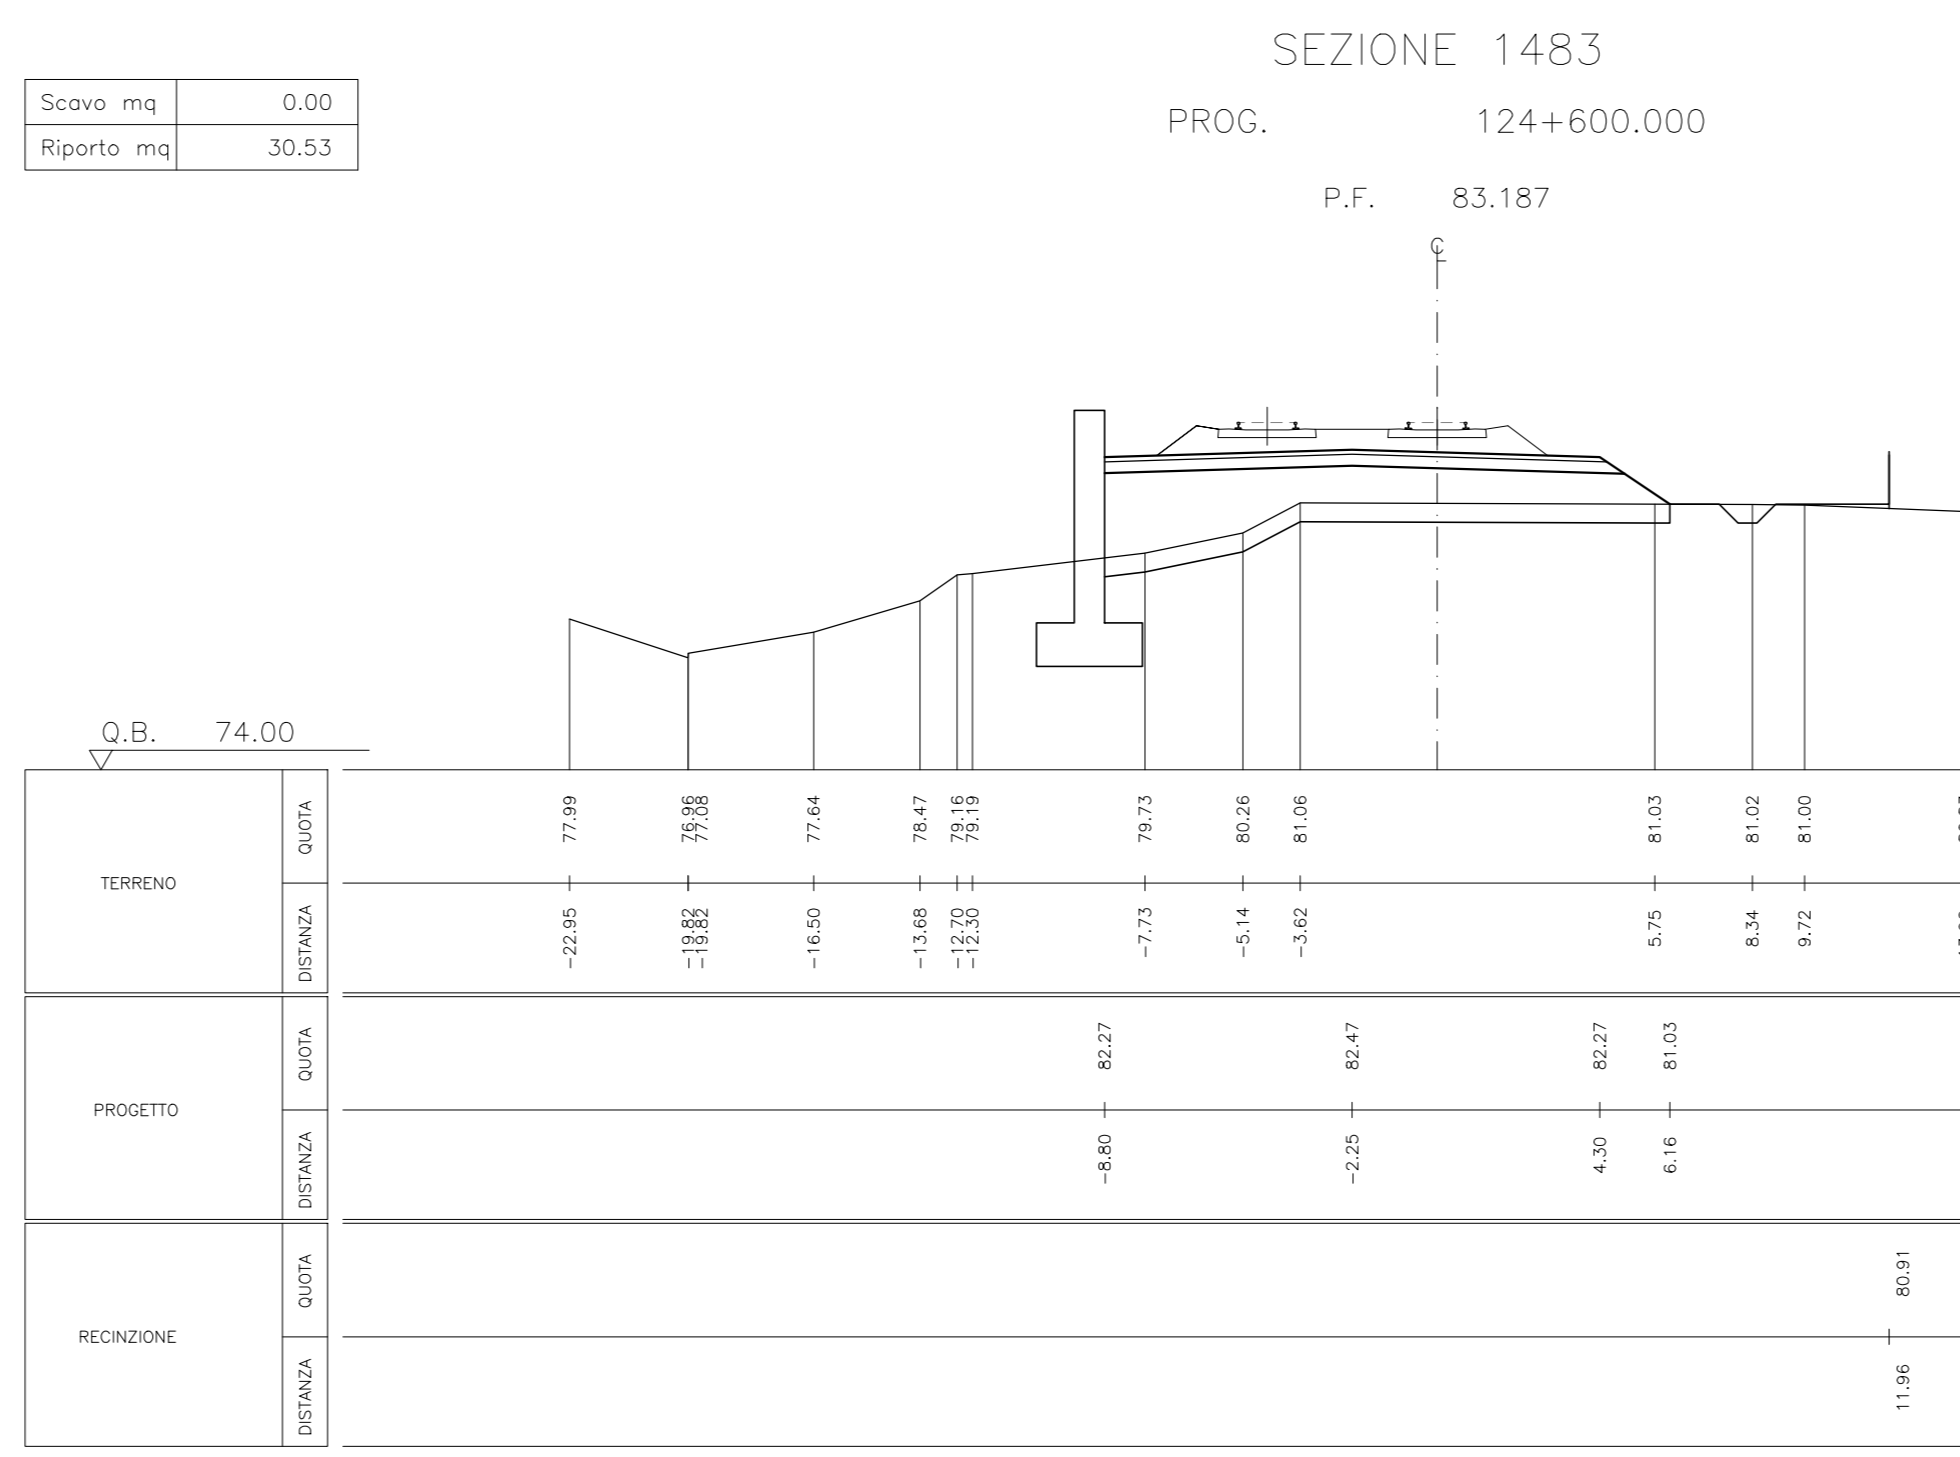 SEZIONE 1483
PROG. 124+600.000
P.F. 83.187
Scavo mq 0.00
Riporto mq 30.53
Q.B. 74.00
TERRENO
QUOTA 77.99 76.96 77.08 77.64 78.47 79.16 79.19 79.73 80.26 81.06 81.03 81.02 81.00
DISTANZA -22.95 -19.82 -19.82 -16.50 -13.68 -12.70 -12.30 -7.73 -5.14 -3.62 5.75 8.34 9.72
PROGETTO
QUOTA 82.27 82.47 82.27 81.03
DISTANZA -8.80 -2.25 4.30 6.16
RECINZIONE
QUOTA 80.91
DISTANZA 11.96